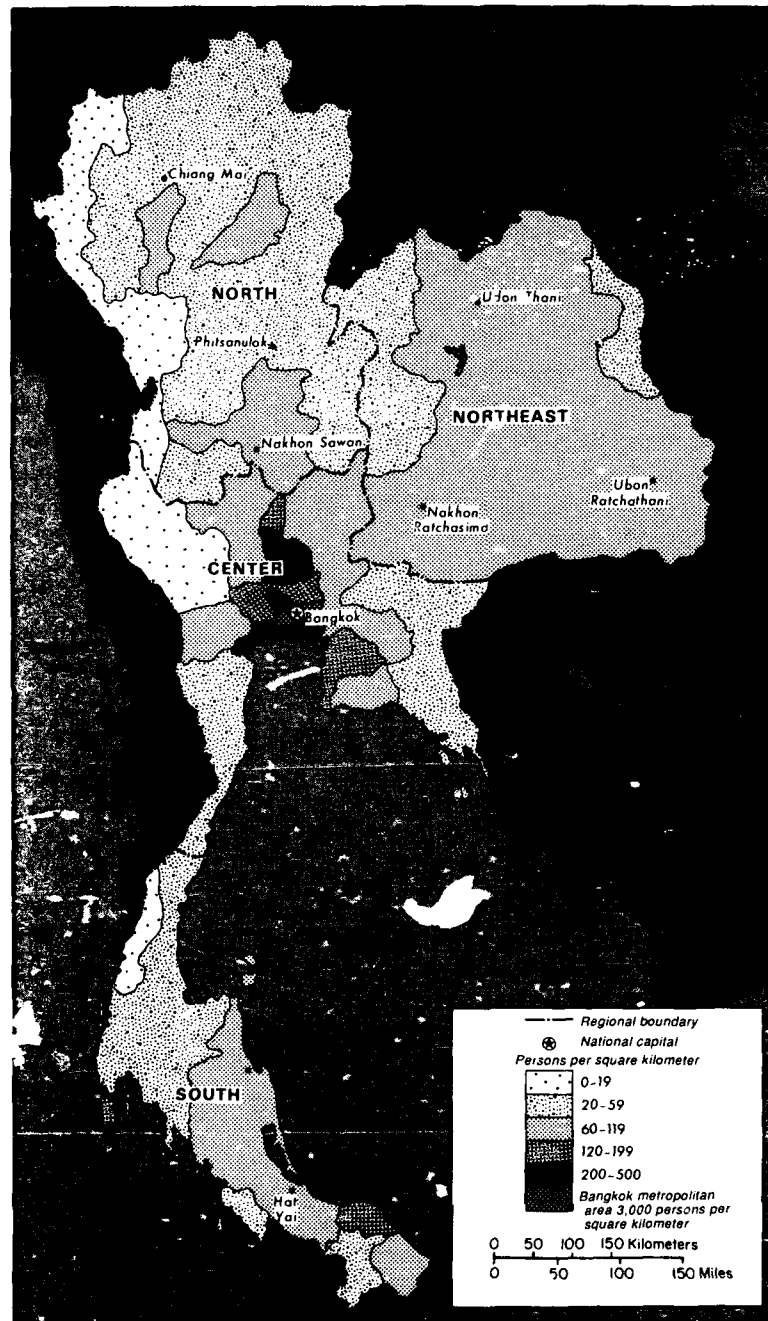 Chiang Mai
NORTH
Udon Thani
Phitsanulok
NORTHEAST
Nakhon Sawan
Ubon
Ratchathani
Nakhon
Ratchasima
CENTER
Bangkok
SOUTH
Hat
Yai
Regional boundary
National capital
Persons per square kilometer
0-19
20-59
60-119
120-199
200-500
Bangkok metropolitan
area 3,000 persons per
square kilometer
0 50 100 150 Kilometers
0 50 100 150 Miles